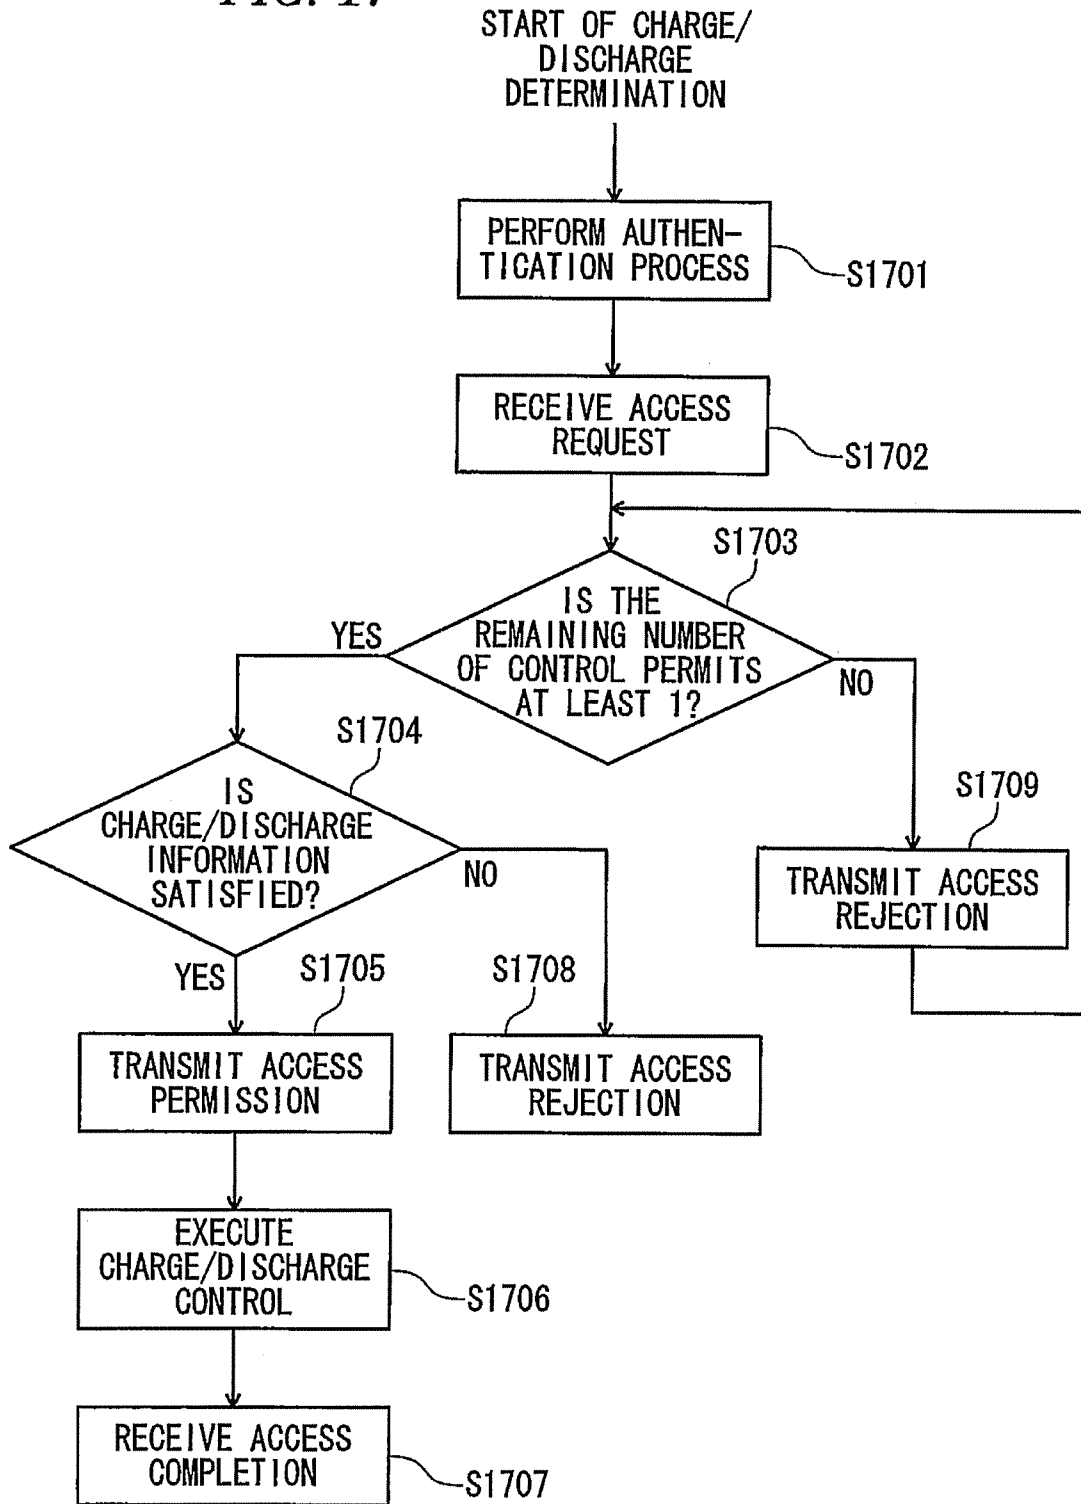 FIG. 17
START OF CHARGE/
DISCHARGE
DETERMINATION
PERFORM AUTHEN-
TICATION PROCESS
S1701
RECEIVE ACCESS
REQUEST
S1702
S1703
IS THE
REMAINING NUMBER
OF CONTROL PERMITS
AT LEAST 1?
YES
NO
S1704
IS
CHARGE/DISCHARGE
INFORMATION
SATISFIED?
NO
YES
S1709
TRANSMIT ACCESS
REJECTION
S1705
TRANSMIT ACCESS
PERMISSION
S1708
TRANSMIT ACCESS
REJECTION
EXECUTE
CHARGE/DISCHARGE
CONTROL
S1706
RECEIVE ACCESS
COMPLETION
S1707